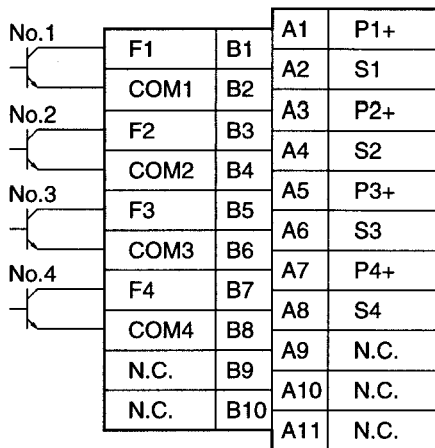 No.1
F1 B1
COM1 B2
No.2
F2 B3
COM2 B4
No.3
F3 B5
COM3 B6
No.4
F4 B7
COM4 B8
N.C. B9
N.C. B10
A1 P1+
A2 S1
A3 P2+
A4 S2
A5 P3+
A6 S3
A7 P4+
A8 S4
A9 N.C.
A10 N.C.
A11 N.C.